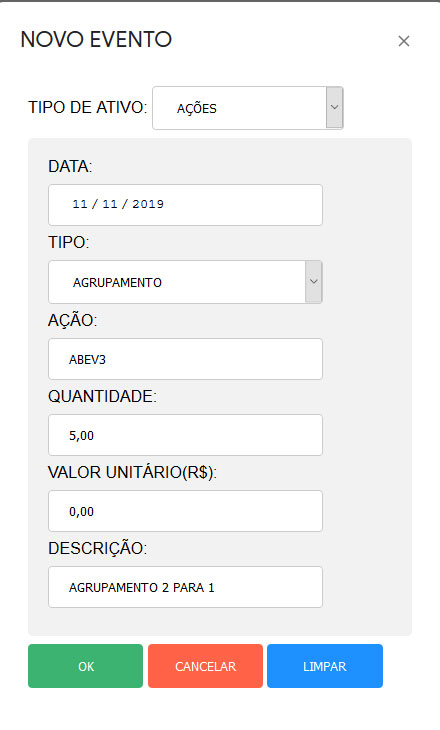 NOVO EVENTO ×
TIPO DE ATIVO: AÇÕES
DATA:
11 / 11 / 2019
TIPO:
AGRUPAMENTO
AÇÃO:
ABEV3
QUANTIDADE:
5,00
VALOR UNITÁRIO(R$):
0,00
DESCRIÇÃO:
AGRUPAMENTO 2 PARA 1
OK CANCELAR LIMPAR